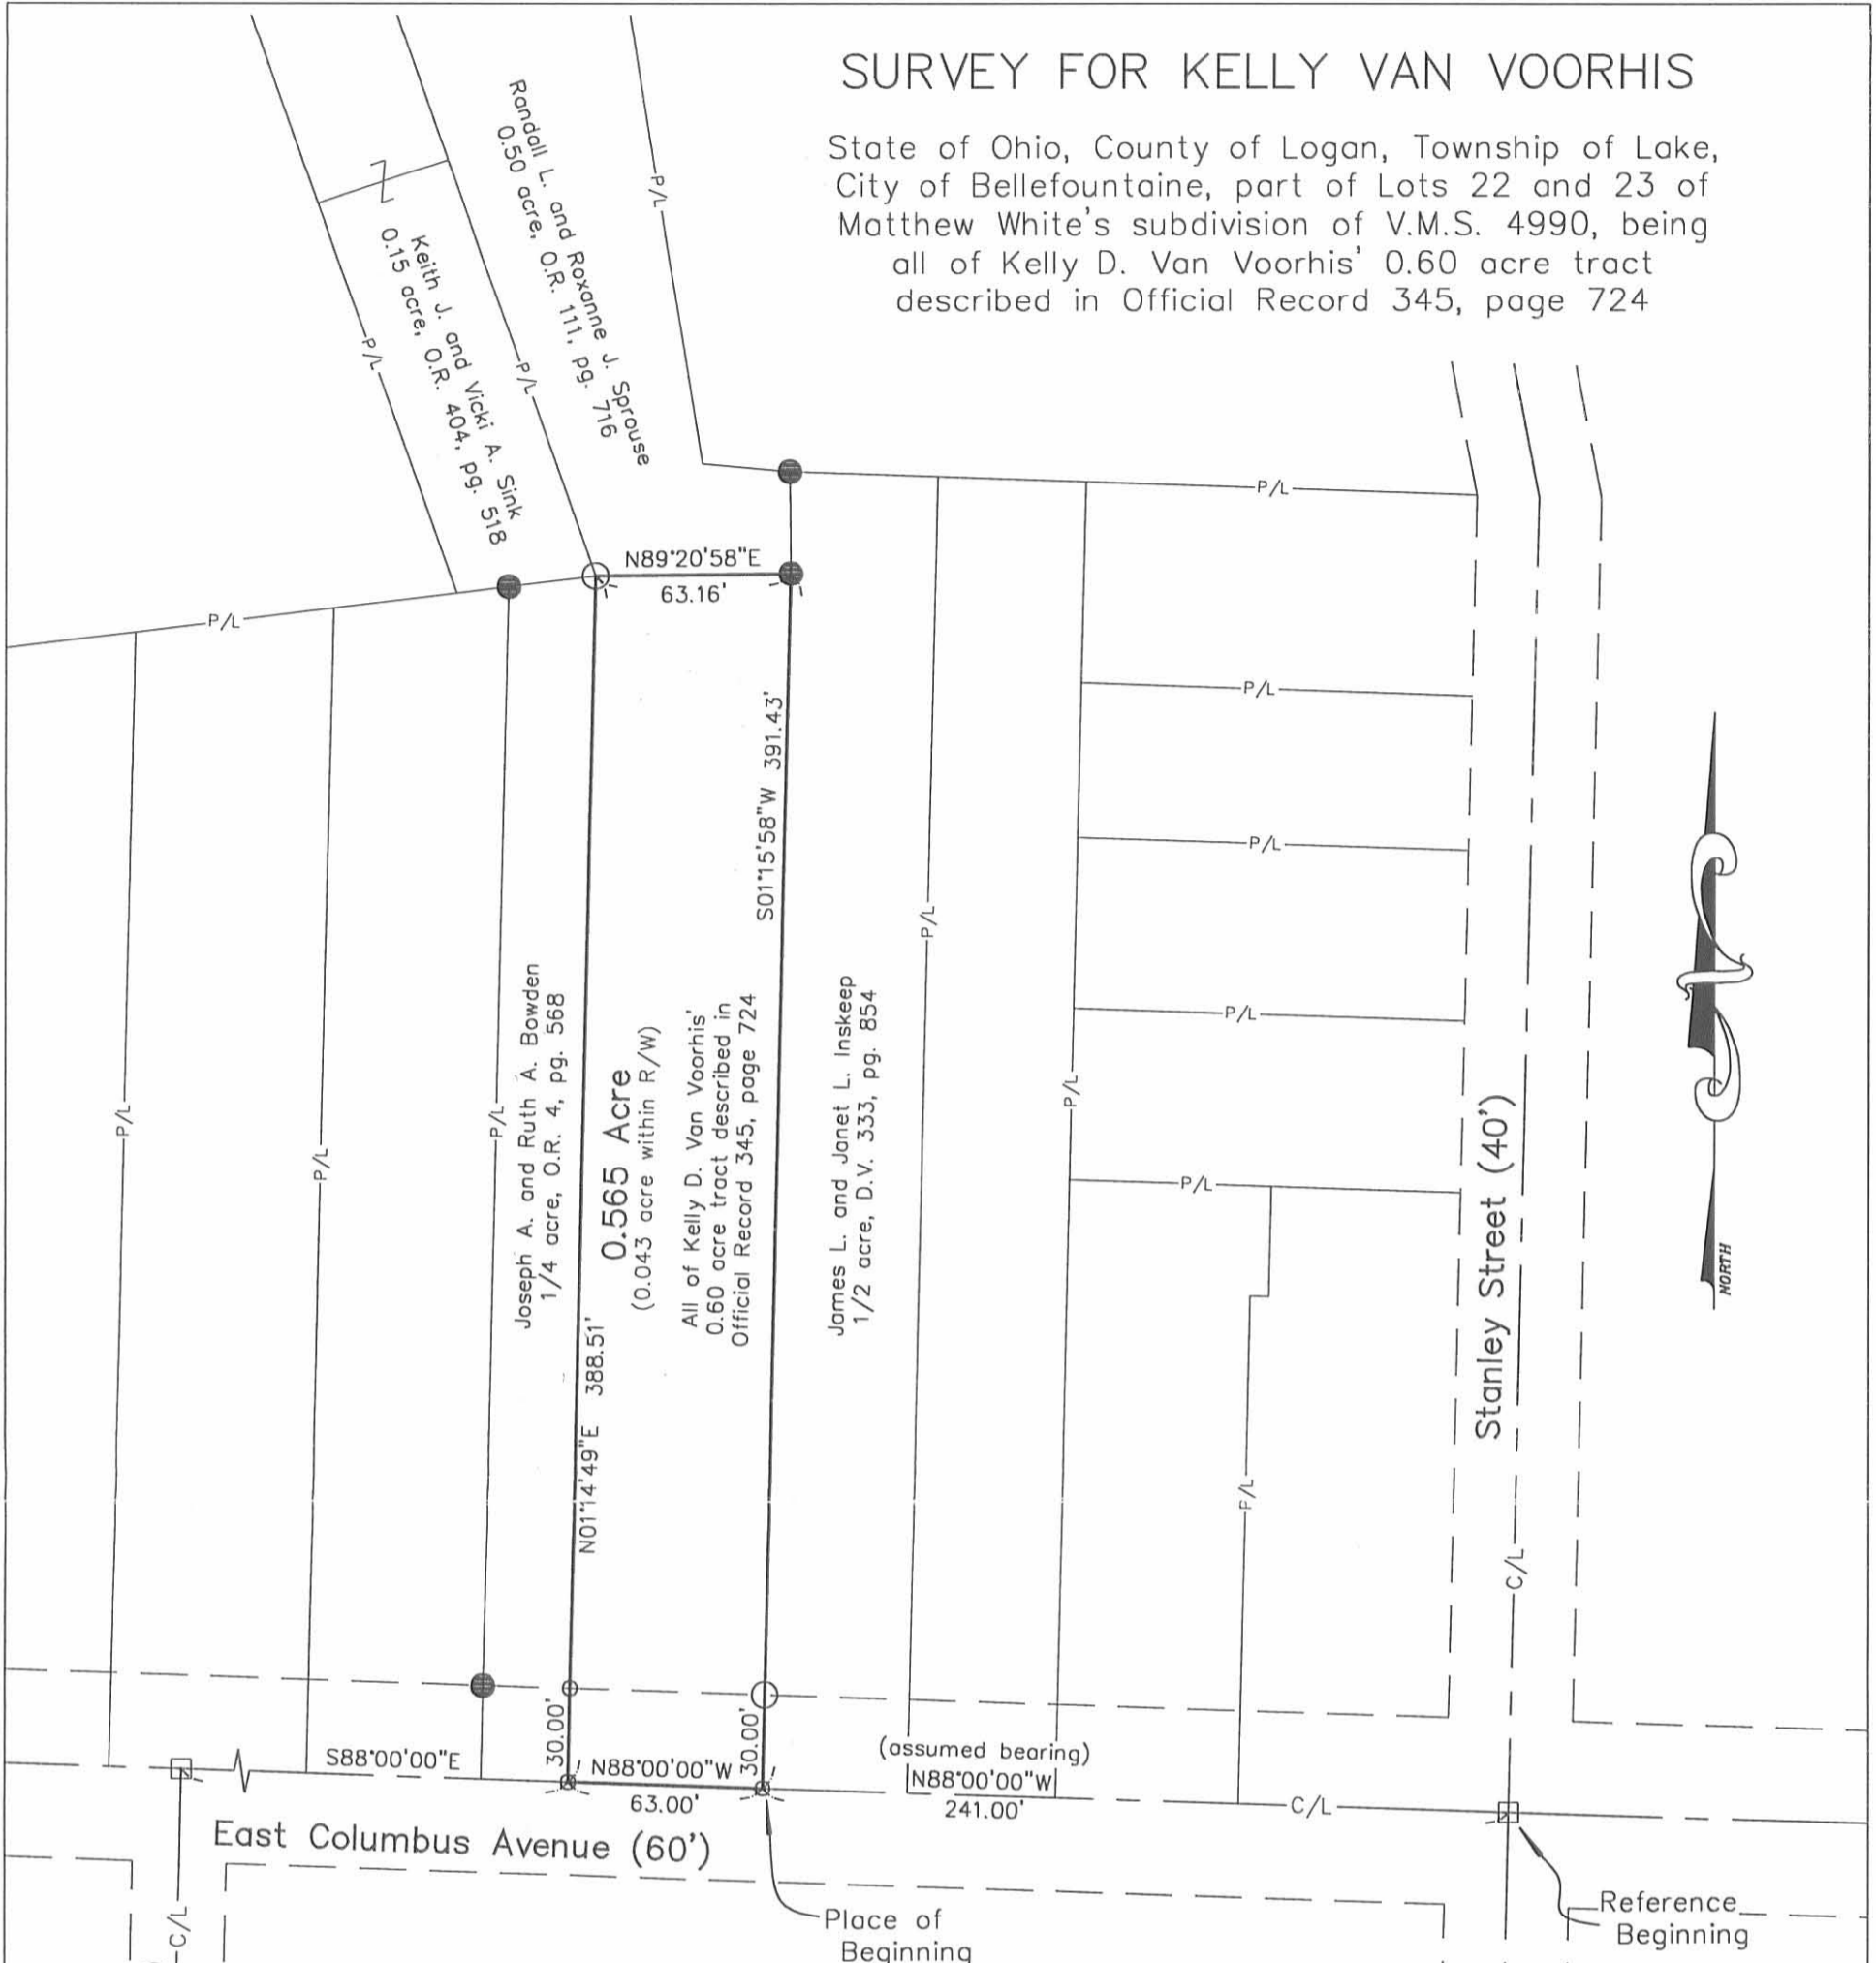 SURVEY FOR KELLY VAN VOORHIS
State of Ohio, County of Logan, Township of Lake,
City of Bellefountaine, part of Lots 22 and 23 of
Matthew White's subdivision of V.M.S. 4990, being
all of Kelly D. Van Voorhis' 0.60 acre tract
described in Official Record 345, page 724
Randall L. and Roxanne J. Sprouse
0.50 acre, O.R. 111, pg. 716
Keith J. and Vicki A. Sink
0.15 acre, O.R. 404, pg. 518
P/L
P/L
P/L
P/L
P/L
N89°20'58"E
63.16'
P/L
P/L
P/L
P/L
P/L
P/L
P/L
P/L
P/L
P/L
P/L
S01°15'58"W 391.43'
Joseph A. and Ruth A. Bowden
1/4 acre, O.R. 4, pg. 568
N01°14'49"E 388.51'
0.565 Acre
(0.043 acre within R/W)
All of Kelly D. Van Voorhis'
0.60 acre tract described in
Official Record 345, page 724
James L. and Janet L. Inskeep
1/2 acre, D.V. 333, pg. 854
Stanley Street (40')
C/L
NORTH
30.00'
30.00'
S88°00'00"E
N88°00'00"W
63.00'
(assumed bearing)
N88°00'00"W
241.00'
C/L
East Columbus Avenue (60')
C/L
Place of
Beginning
Reference
Beginning